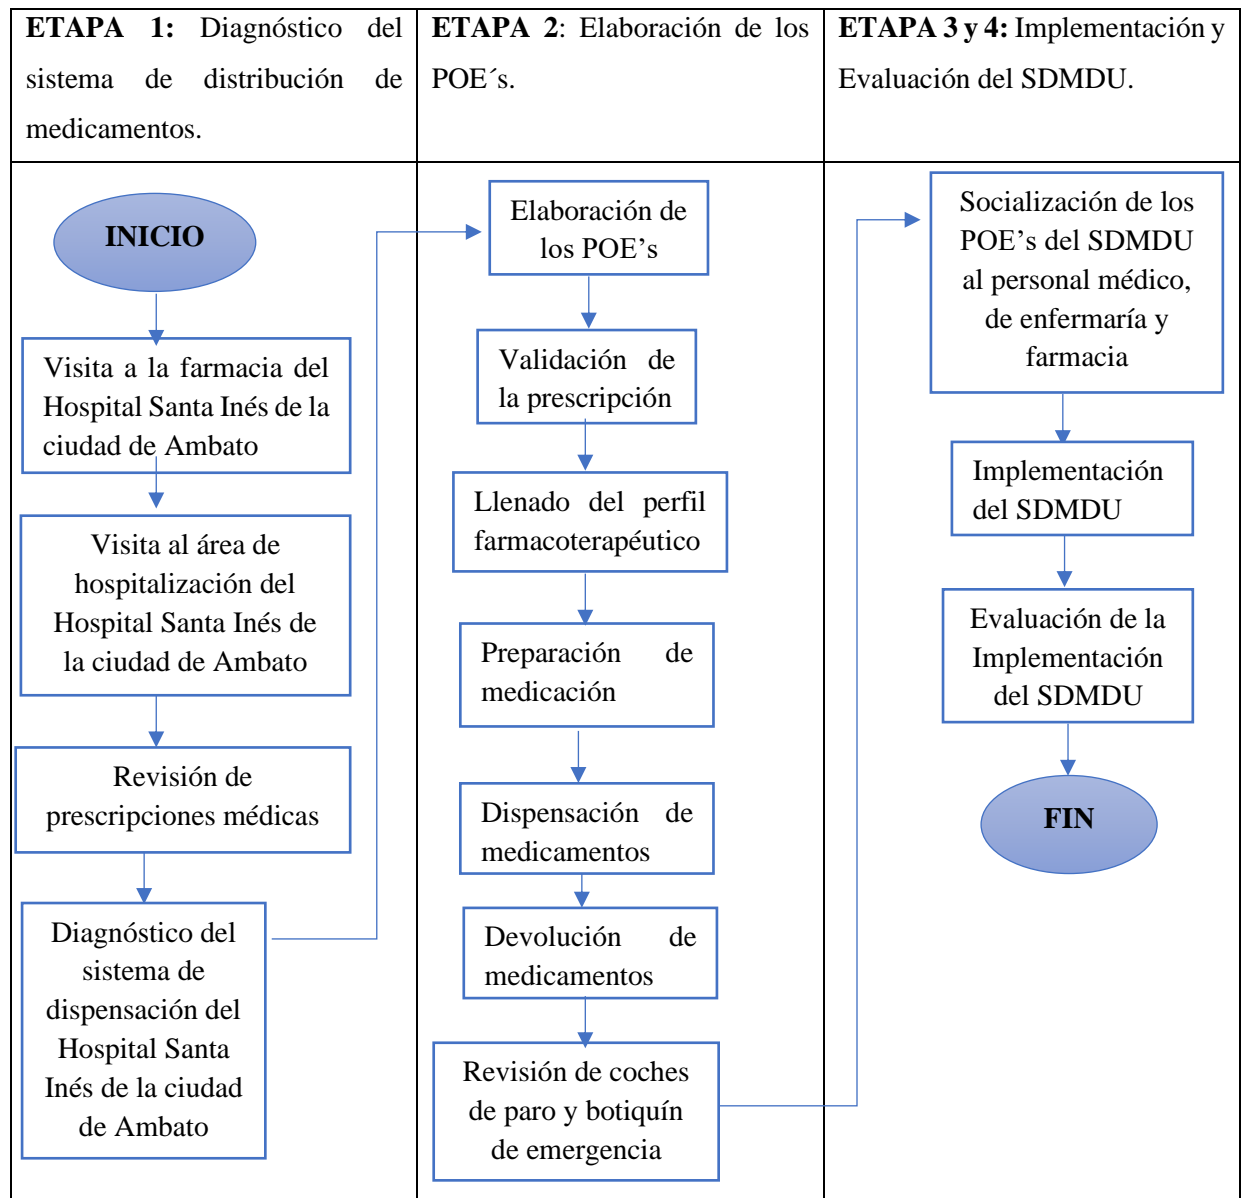 ETAPA 1: Diagnóstico del
sistema de distribución de
medicamentos.
ETAPA 2: Elaboración de los
POE´s.
ETAPA 3 y 4: Implementación y
Evaluación del SDMDU.
INICIO
Visita a la farmacia del
Hospital Santa Inés de la
ciudad de Ambato
Visita al área de
hospitalización del
Hospital Santa Inés de
la ciudad de Ambato
Revisión de
prescripciones médicas
Diagnóstico del
sistema de
dispensación del
Hospital Santa
Inés de la ciudad
de Ambato
Elaboración de
los POE’s
Validación de
la prescripción
Llenado del perfil
farmacoterapéutico
Preparación de
medicación
Dispensación de
medicamentos
Devolución de
medicamentos
Revisión de coches
de paro y botiquín
de emergencia
Socialización de los
POE’s del SDMDU
al personal médico,
de enfermaría y
farmacia
Implementación
del SDMDU
Evaluación de la
Implementación
del SDMDU
FIN